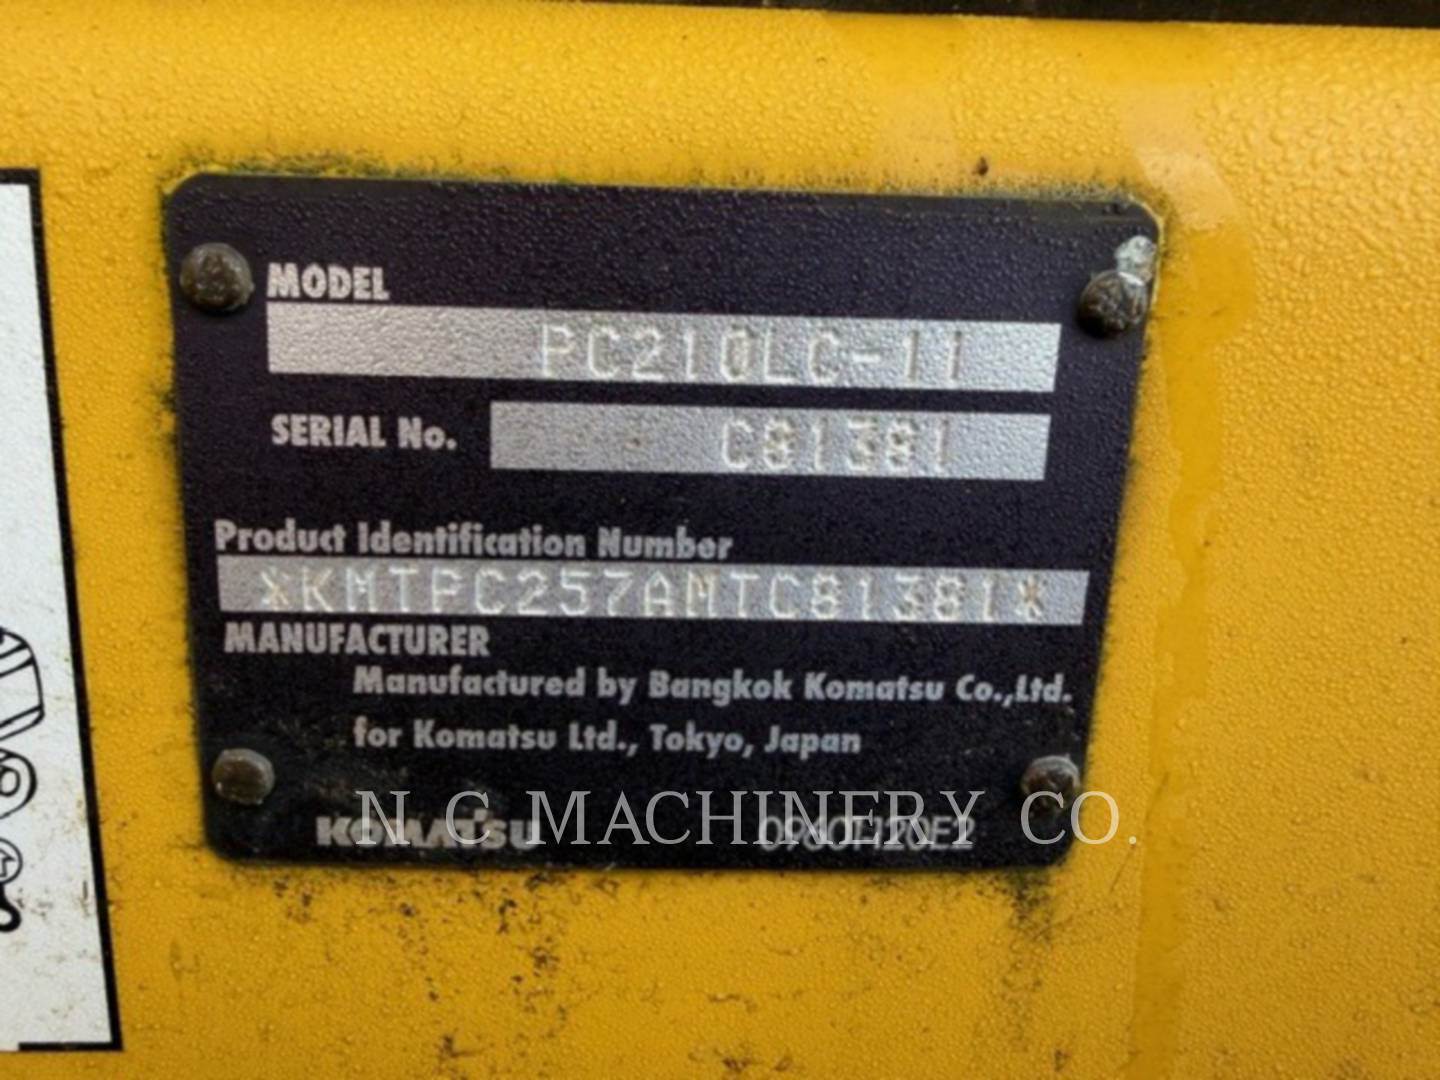 MODEL
PC210LC-11
SERIAL No.
C81381
Product Identification Number
*KMTPC257AMTC81381*
MANUFACTURER
Manufactured by Bangkok Komatsu Co.,Ltd.
for Komatsu Ltd., Tokyo, Japan
N C MACHINERY CO.
KOMATSU